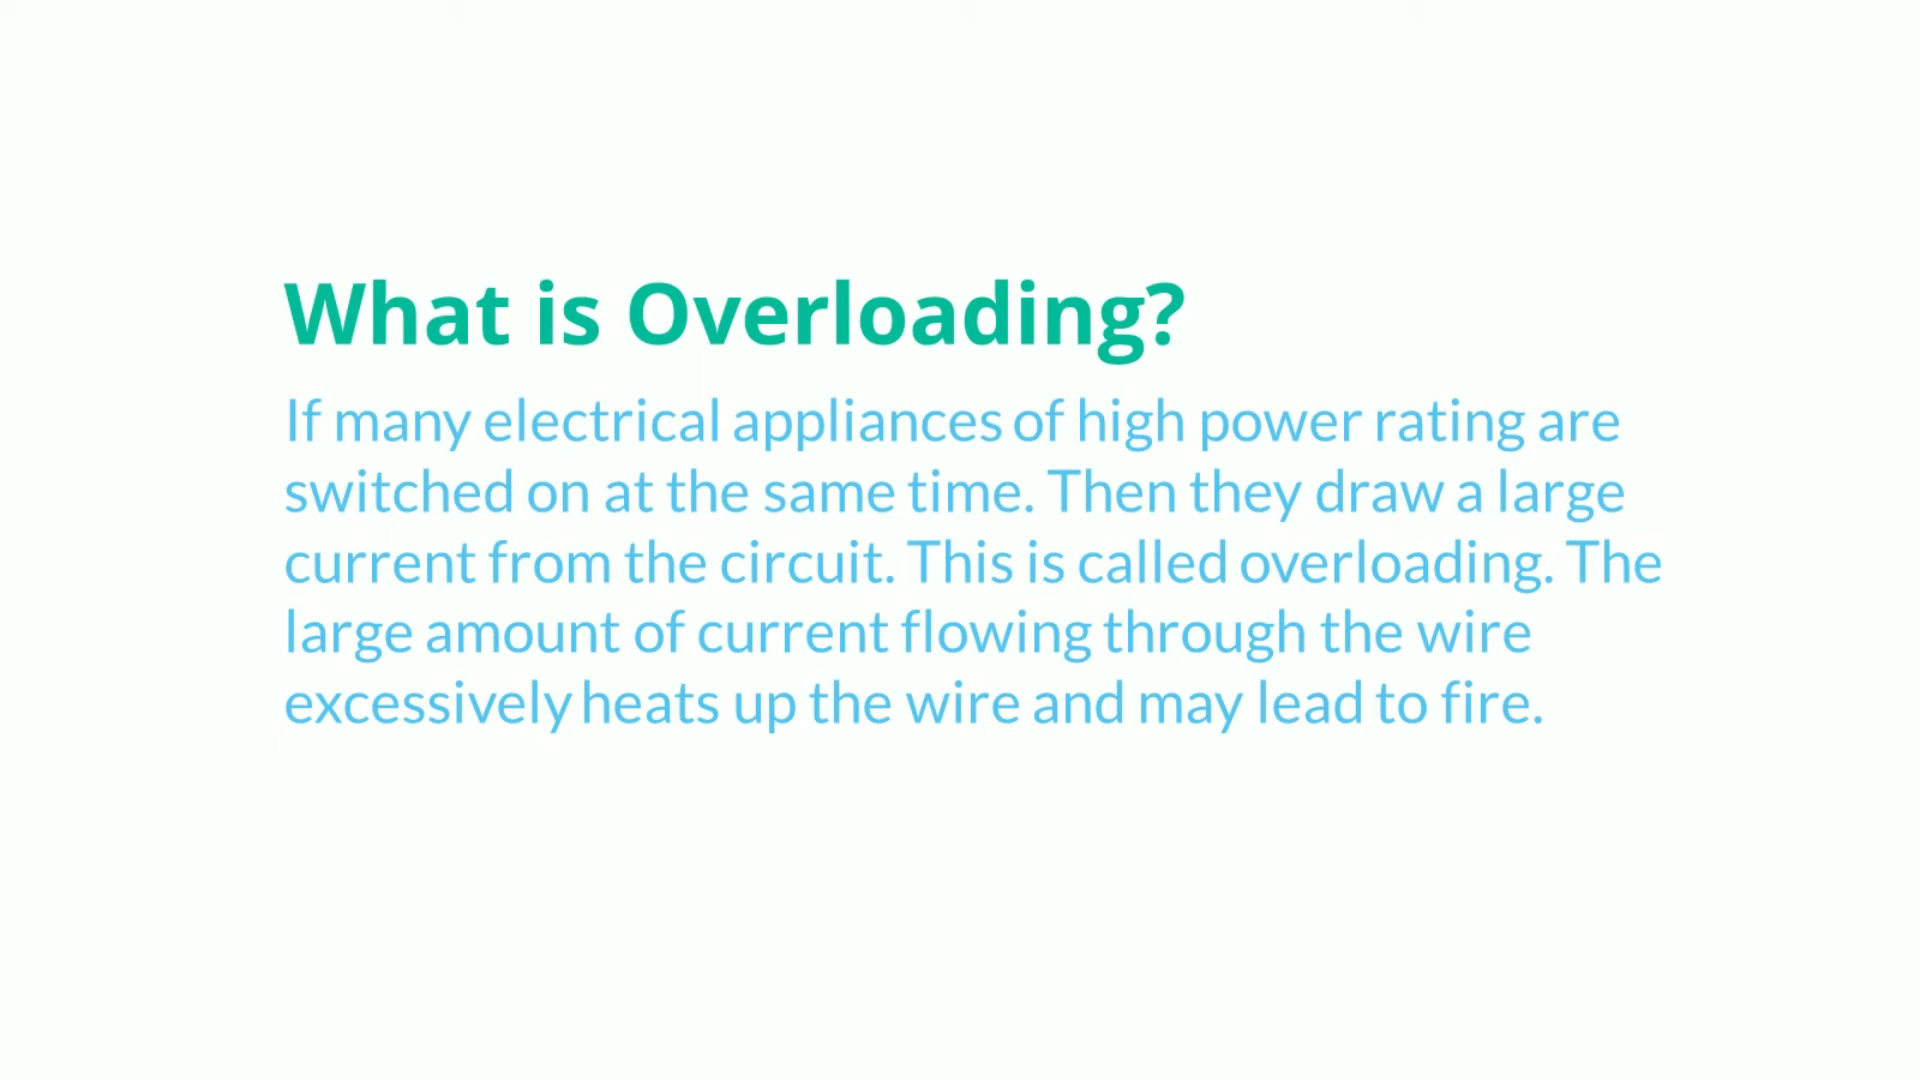 What is Overloading?
If many electrical appliances of high power rating are
switched on at the same time. Then they draw a large
current from the circuit. This is called overloading. The
large amount of current flowing through the wire
excessively heats up the wire and may lead to fire.